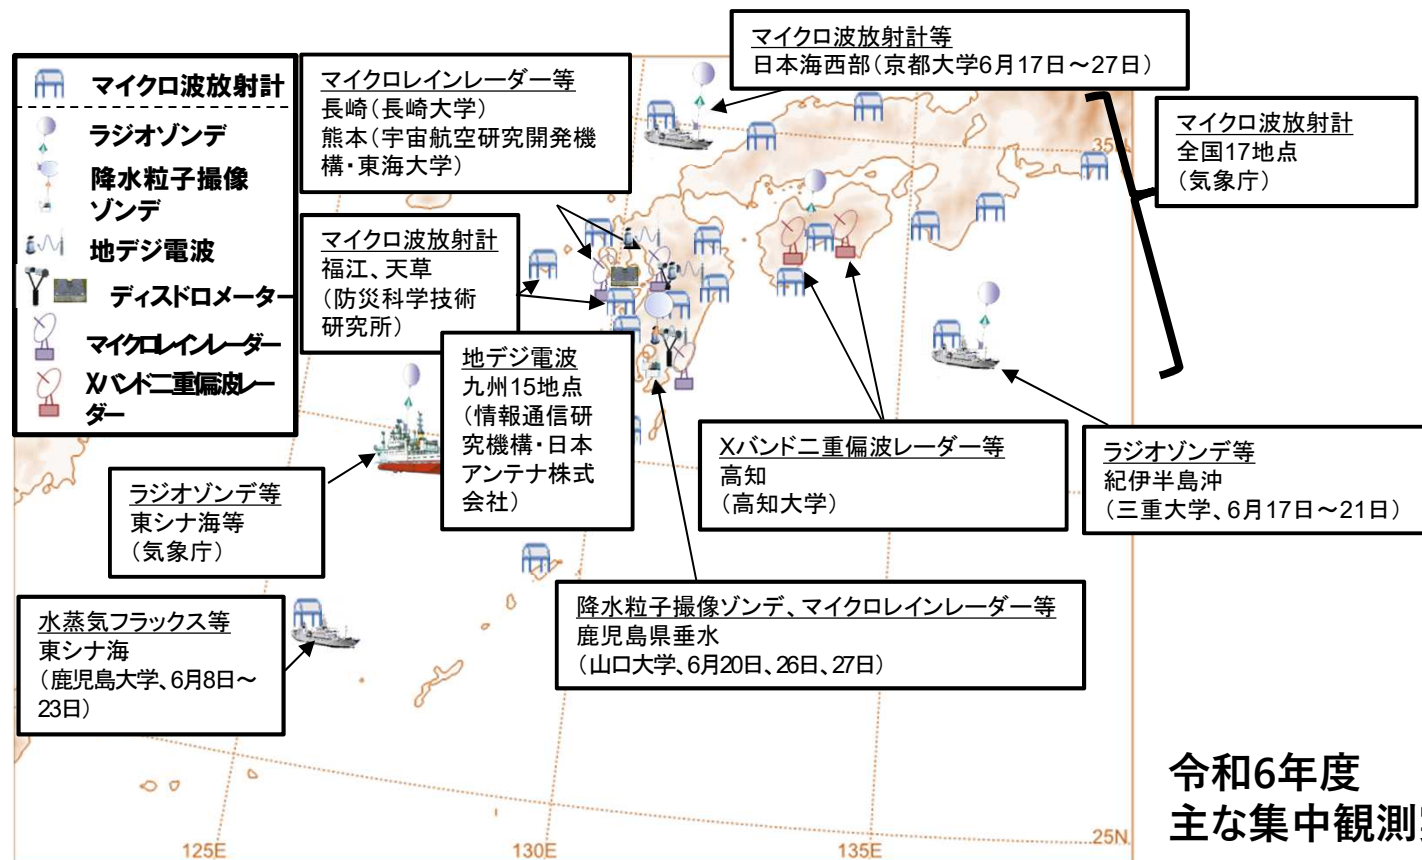 マイクロ波放射計
ラジオゾンデ
降水粒子撮像
ゾンデ
地デジ電波
ディスドロメーター
マイクロレインレーダー
Xバンド二重偏波レー
ダー
マイクロレインレーダー等
長崎(長崎大学)
熊本(宇宙航空研究開発機
構・東海大学)
マイクロ波放射計等
日本海西部(京都大学6月17日～27日)
マイクロ波放射計
全国17地点
(気象庁)
マイクロ波放射計
福江、天草
(防災科学技術
研究所)
地デジ電波
九州15地点
(情報通信研
究機構・日本
アンテナ株式
会社)
Xバンド二重偏波レーダー等
高知
(高知大学)
ラジオゾンデ等
紀伊半島沖
(三重大学、6月17日～21日)
ラジオゾンデ等
東シナ海等
(気象庁)
水蒸気フラックス等
東シナ海
(鹿児島大学、6月8日～
23日)
降水粒子撮像ゾンデ、マイクロレインレーダー等
鹿児島県垂水
(山口大学、6月20日、26日、27日)
35
25N
125E
130E
135E
令和6年度
主な集中観測